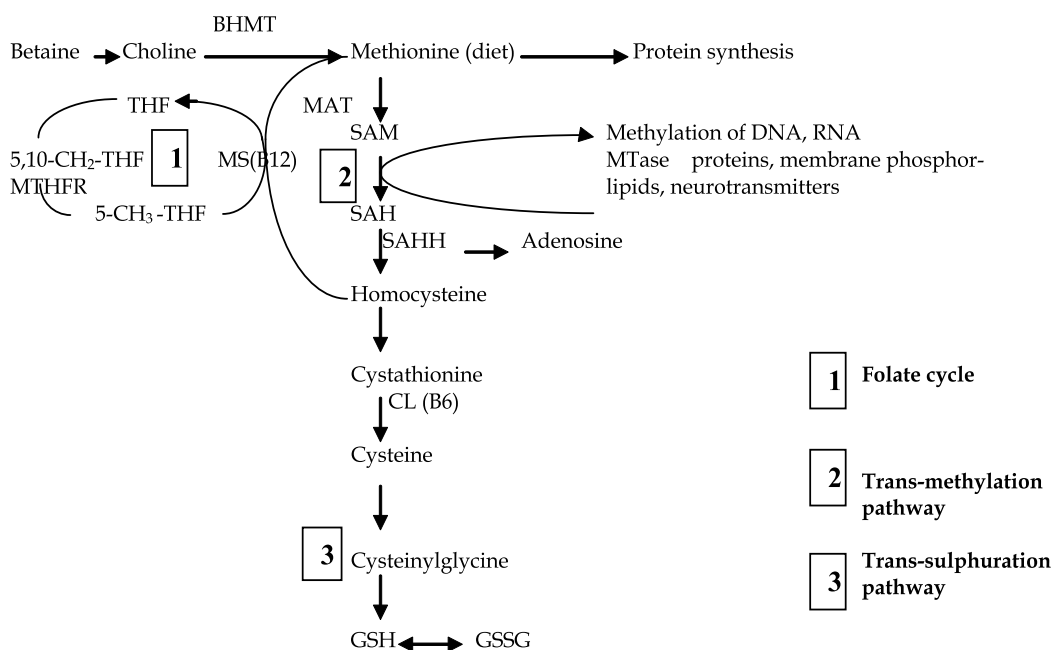 BHMT
Betaine Choline Methionine (diet) Protein synthesis
THF MAT
SAM Methylation of DNA, RNA
5,10-CH₂-THF 1 MS(B12) 2 MTase proteins, membrane phosphor-
MTHFR lipids, neurotransmitters
5-CH₃-THF SAH
SAHH Adenosine
Homocysteine
Cystathionine 1 Folate cycle
CL (B6)
Cysteine
2 Trans-methylation
pathway
3 Cysteinylglycine Trans-sulphuration
3 pathway
GSH GSSG